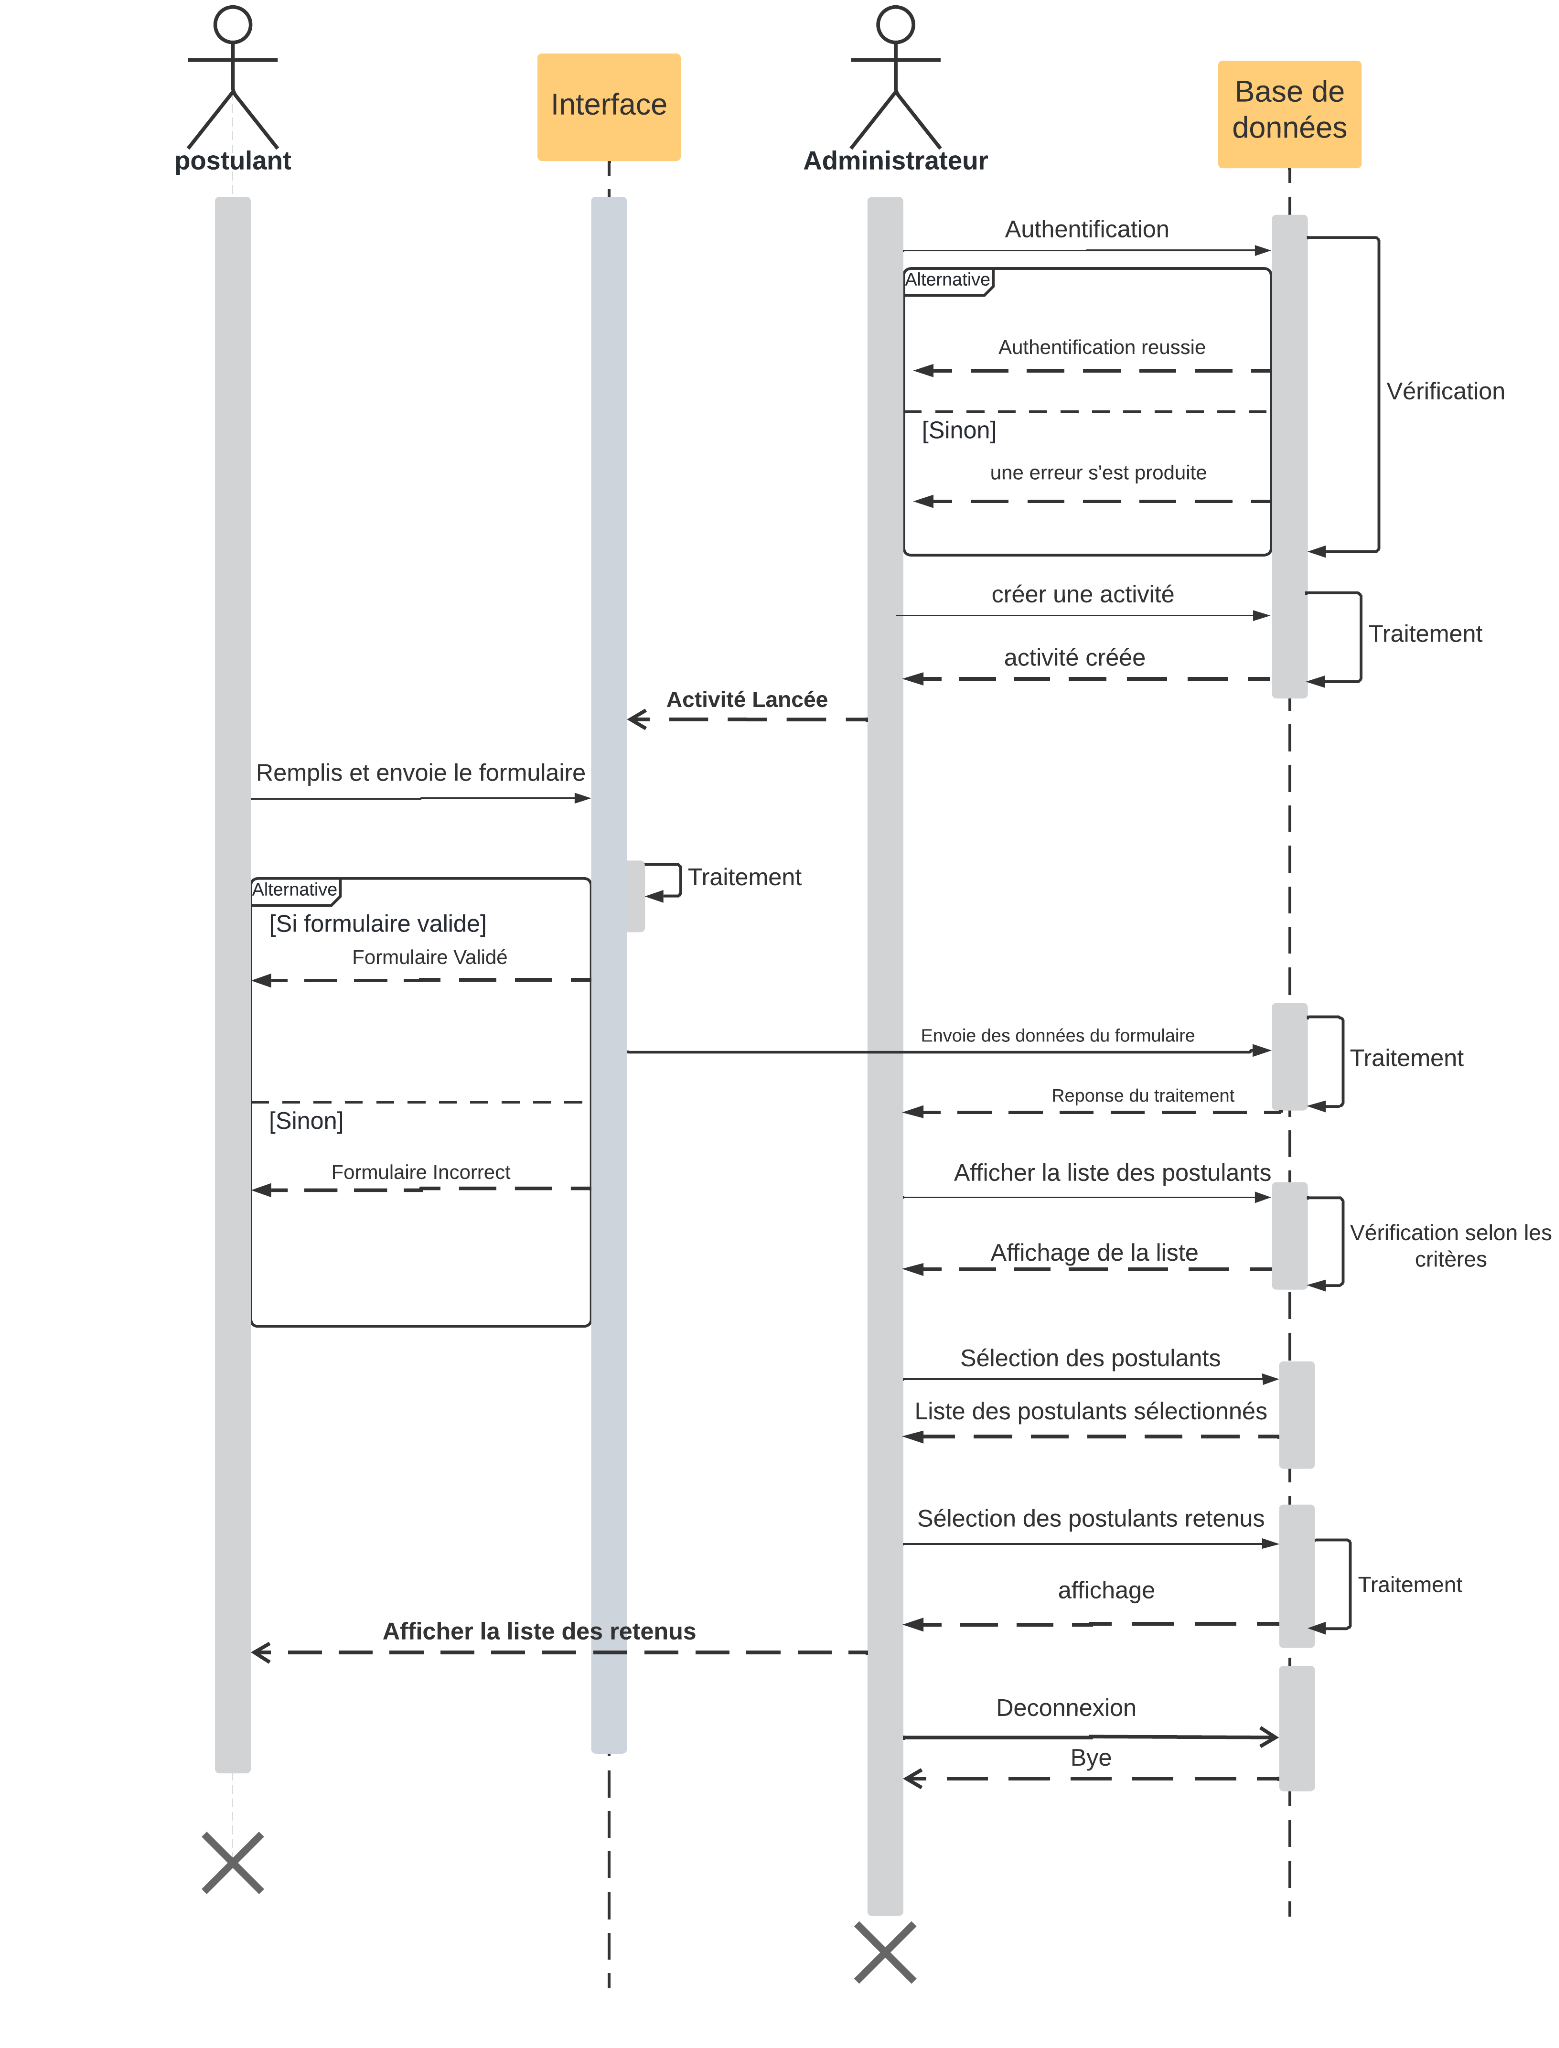 postulant
Interface
Administrateur
Base de
données
Authentification
Alternative
Authentification reussie
Vérification
[Sinon]
une erreur s'est produite
créer une activité
Traitement
activité créée
Activité Lancée
Remplis et envoie le formulaire
Traitement
Alternative
[Si formulaire valide]
Formulaire Validé
Envoie des données du formulaire
Traitement
Reponse du traitement
[Sinon]
Formulaire Incorrect
Afficher la liste des postulants
Vérification selon les
critères
Affichage de la liste
Sélection des postulants
Liste des postulants sélectionnés
Sélection des postulants retenus
Traitement
affichage
Afficher la liste des retenus
Deconnexion
Bye